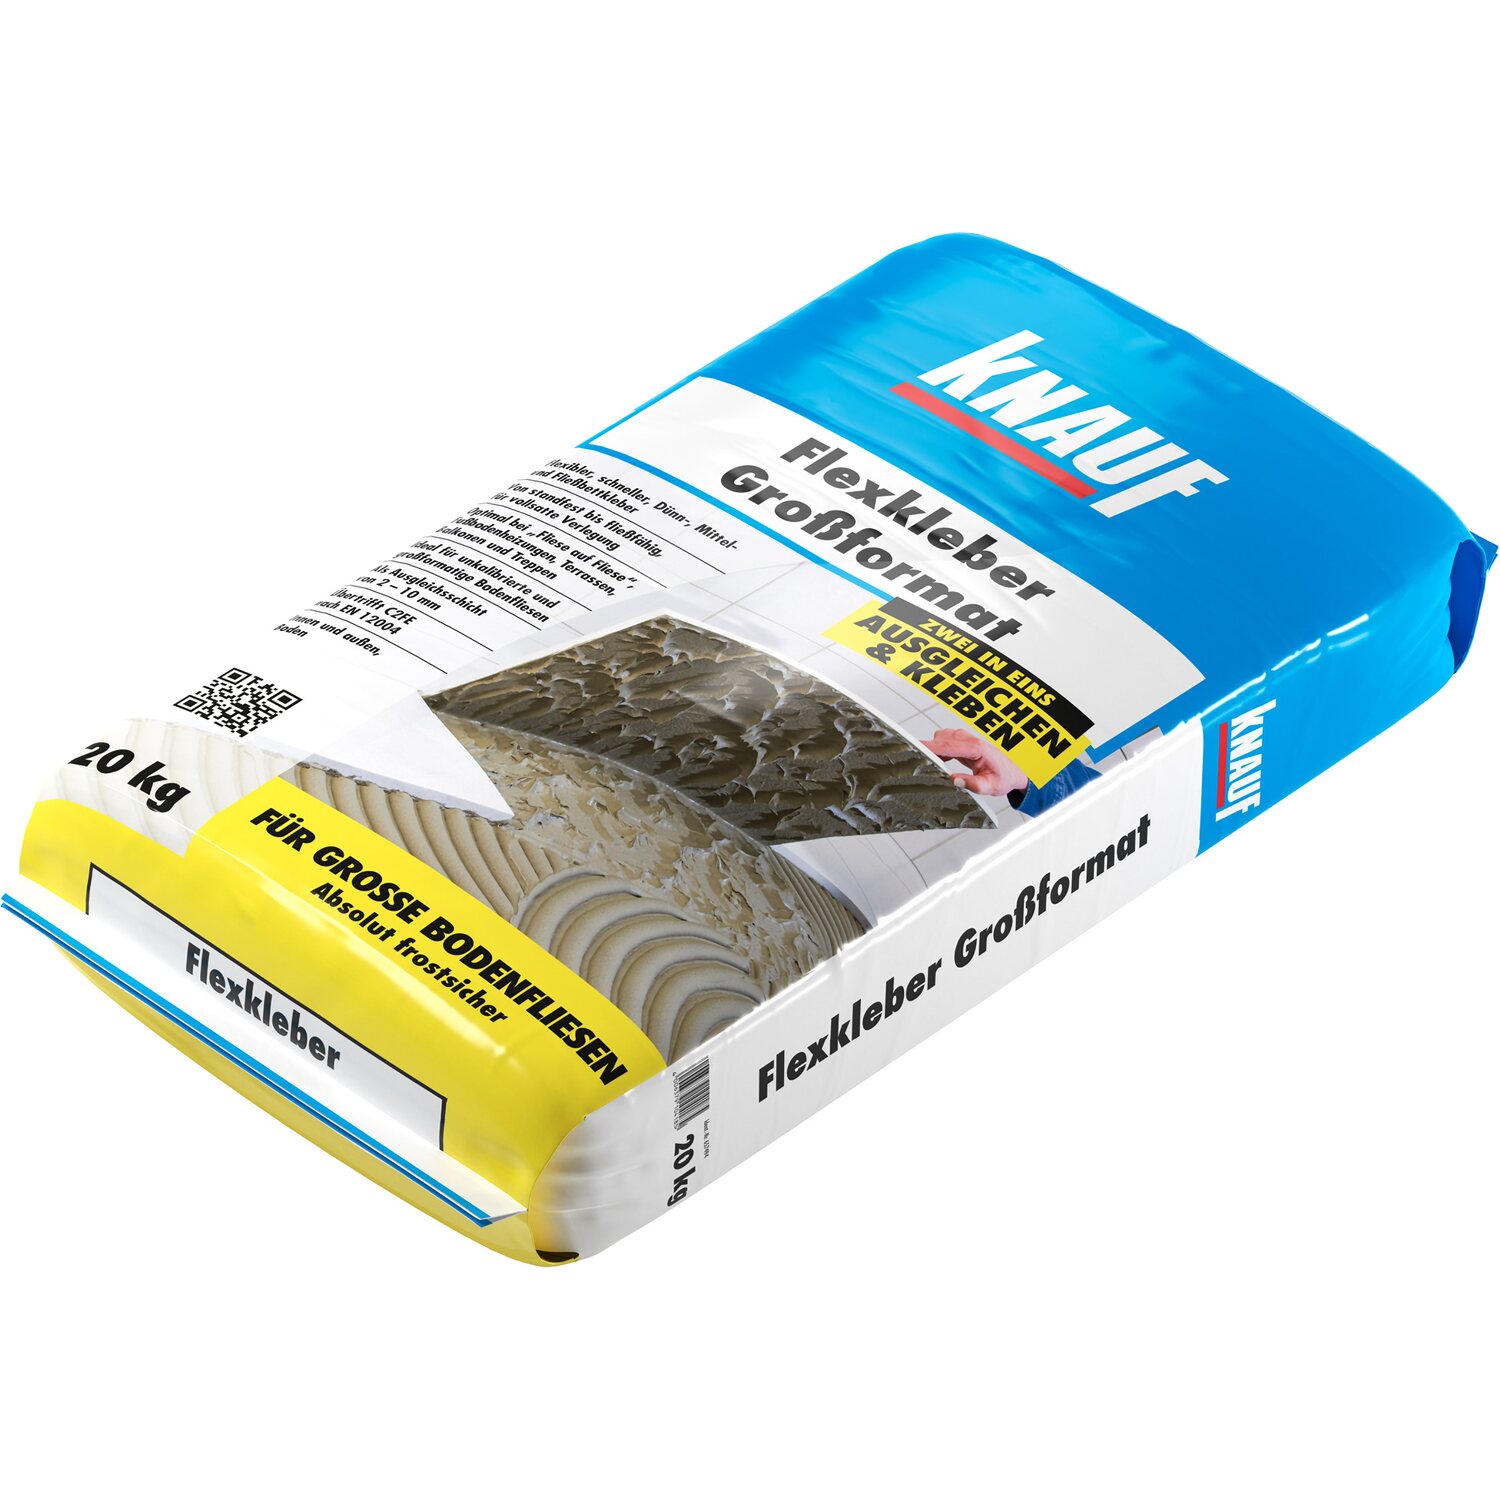 KNAUF
Flexkleber
Großformat
ZWEI IN EINS
AUSGLEICHEN
& KLEBEN
flexibler, schneller, Dünn-, Mittel-
und Fließbettkleber
Von standfest bis fließfähig,
für vollsatte Verlegung
Optimal bei „Fliese auf Fliese“,
Fußbodenheizungen, Terrassen,
Balkonen und Treppen
Ideal für unkalibrierte und
großformatige Bodenfliesen
Als Ausgleichsschicht
von 2 – 10 mm
Übertrifft C2FE
nach EN 12004
Innen und außen,
Boden
20 kg
FÜR GROSSE BODENFLIESEN
Absolut frostsicher
Flexkleber
KNAUF
Flexkleber Großformat
20 kg